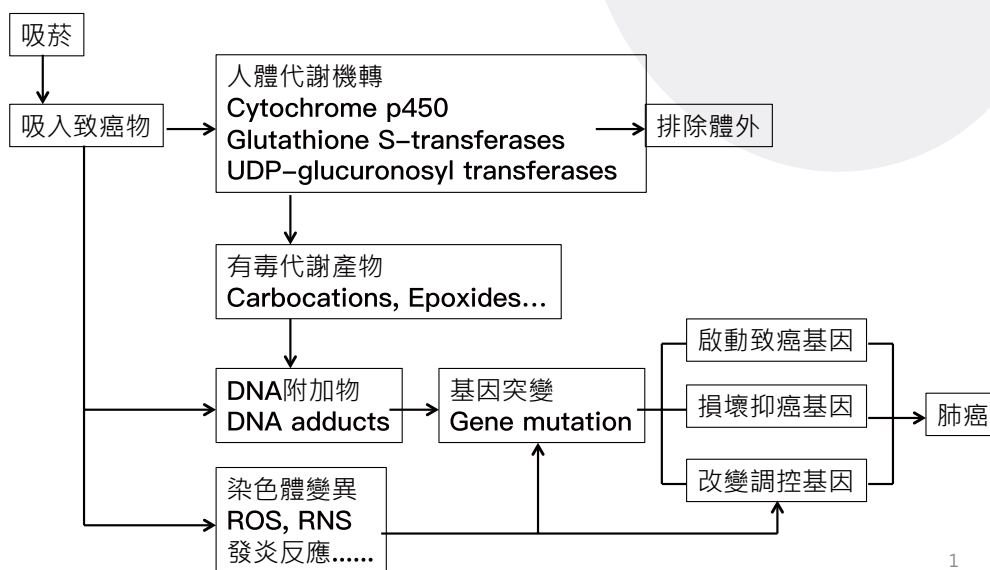 吸菸
吸入致癌物
人體代謝機轉
Cytochrome p450
Glutathione S-transferases
UDP-glucuronosyl transferases
排除體外
有毒代謝產物
Carbocations, Epoxides...
DNA附加物
DNA adducts
基因突變
Gene mutation
啟動致癌基因
損壞抑癌基因
改變調控基因
肺癌
染色體變異
ROS, RNS
發炎反應......
1